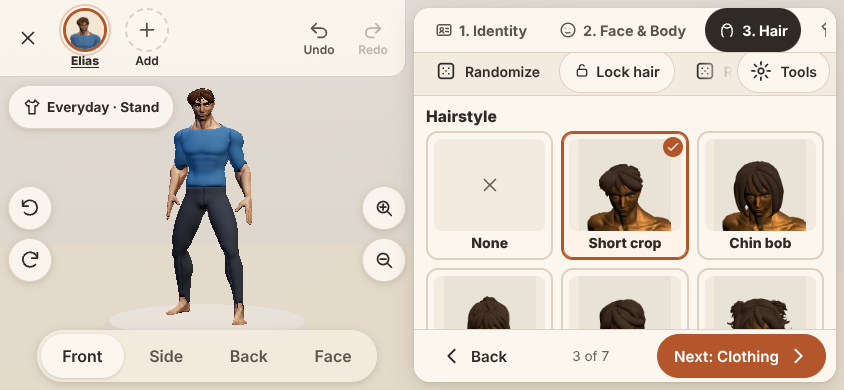 Elias
Add
Undo
Redo
Everyday · Stand
Front
Side
Back
Face
1. Identity
2. Face & Body
3. Hair
Randomize
Lock hair
R
Tools
Hairstyle
None
Short crop
Chin bob
Back
3 of 7
Next: Clothing